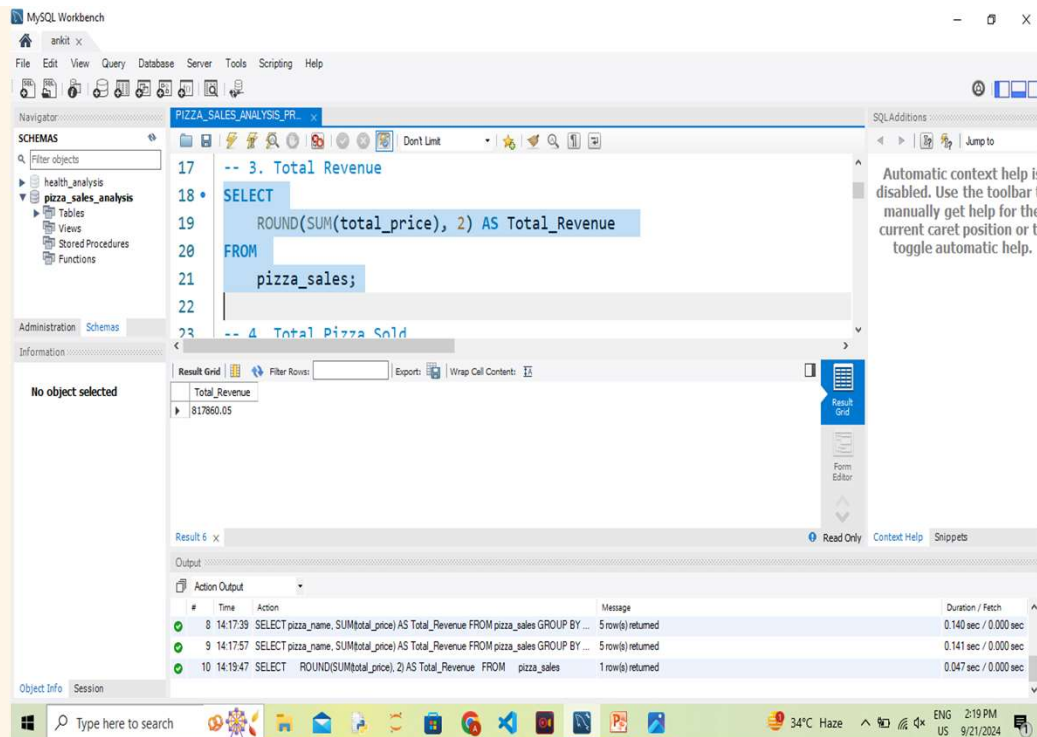 MySQL Workbench
ankit x
File Edit View Query Database Server Tools Scripting Help
Navigator
PIZZA_SALES_ANALYSIS_PR... x
SQLAdditions
SCHEMAS
Don't Limit
Jump to
Filter objects
health_analysis
pizza_sales_analysis
Tables
Views
Stored Procedures
Functions
17 -- 3. Total Revenue
18 SELECT
19 ROUND(SUM(total_price), 2) AS Total_Revenue
20 FROM
21 pizza_sales;
22
23 -- 4. Total Pizza Sold
Automatic context help is
disabled. Use the toolbar
manually get help for the
current caret position or
toggle automatic help.
Administration Schemas
Information
No object selected
Result Grid Filter Rows: Export: Wrap Cell Content:
Total_Revenue
817860.05
Result
Grid
Form
Editor
Result 6 x
Read Only
Context Help Snippets
Output
Action Output
# Time Action Message Duration / Fetch
8 14:17:39 SELECT pizza_name, SUM(total_price) AS Total_Revenue FROM pizza_sales GROUP BY ... 5 row(s) returned 0.140 sec / 0.000 sec
9 14:17:57 SELECT pizza_name, SUM(total_price) AS Total_Revenue FROM pizza_sales GROUP BY ... 5 row(s) returned 0.141 sec / 0.000 sec
10 14:19:47 SELECT ROUND(SUM(total_price), 2) AS Total_Revenue FROM pizza_sales 1 row(s) returned 0.047 sec / 0.000 sec
Object Info Session
Type here to search
34°C Haze
ENG
US
2:19 PM
9/21/2024
1